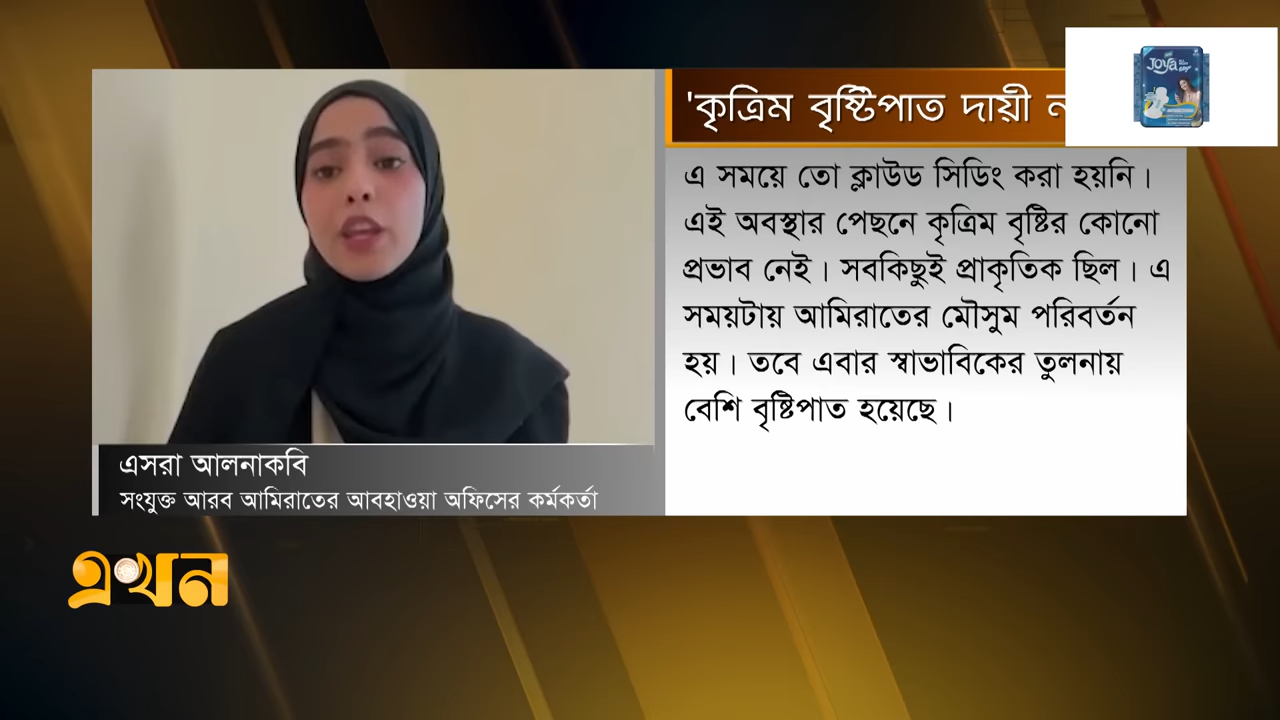 'কৃত্রিম বৃষ্টিপাত দায়ী
Joya
এ সময়ে তো ক্লাউড সিডিং করা হয়নি।
এই অবস্থার পেছনে কৃত্রিম বৃষ্টির কোনো
প্রভাব নেই। সবকিছুই প্রাকৃতিক ছিল। এ
সময়টায় আমিরাতের মৌসুম পরিবর্তন
হয়। তবে এবার স্বাভাবিকের তুলনায়
বেশি বৃষ্টিপাত হয়েছে।
এসরা আলনাকবি
সংযুক্ত আরব আমিরাতের আবহাওয়া অফিসের কর্মকর্তা
এখন